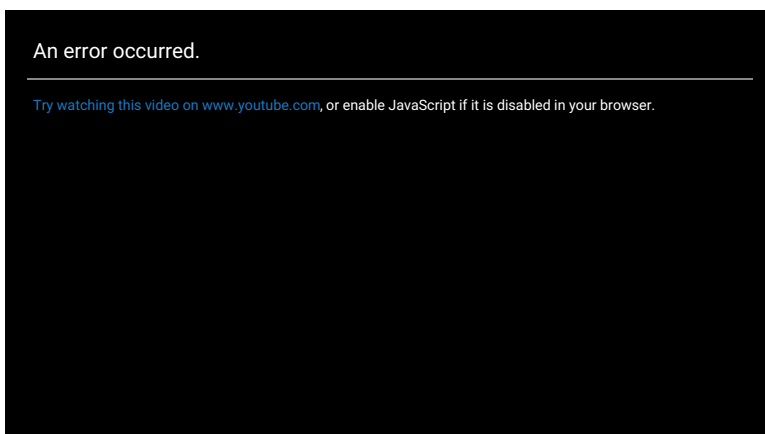 An error occurred.
Try watching this video on www.youtube.com, or enable JavaScript if it is disabled in your browser.